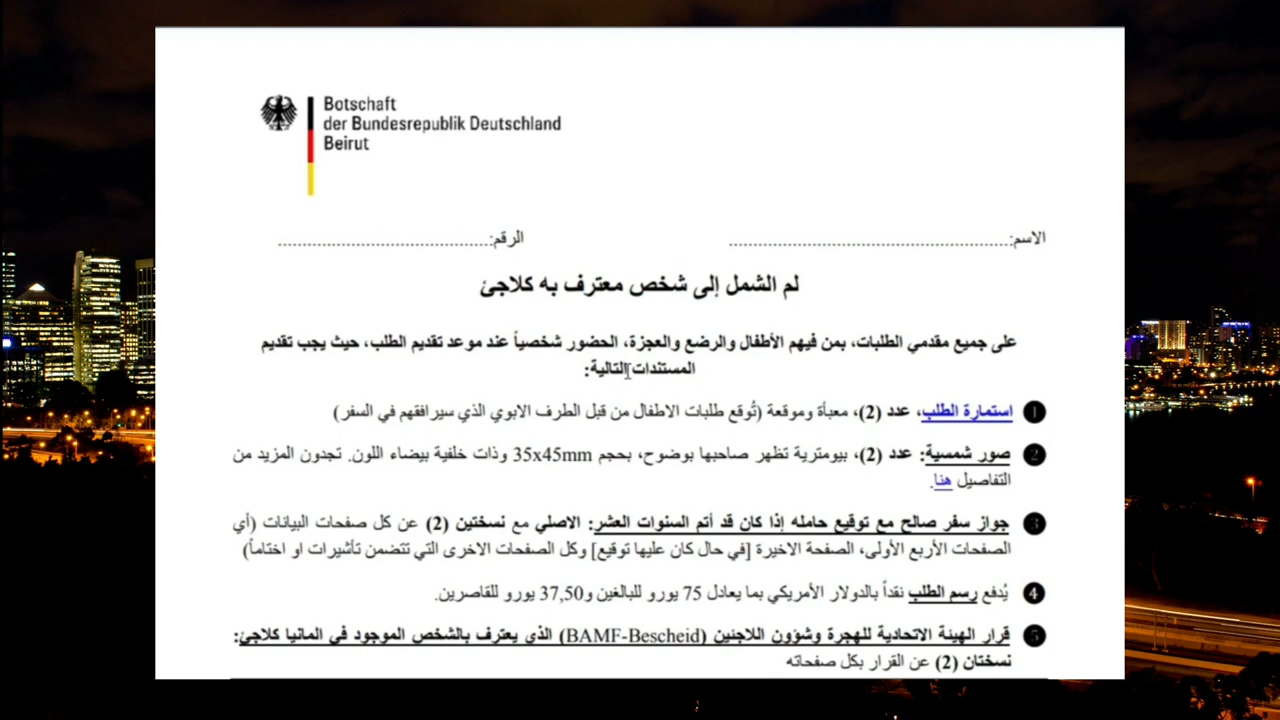 Botschaft
der Bundesrepublik Deutschland
Beirut
الاسم:........................................................ الرقم:..........................................
لم الشمل إلى شخص معترف به كلاجئ
على جميع مقدمي الطلبات، بمن فيهم الأطفال والرضع والعجزة، الحضور شخصياً عند موعد تقديم الطلب، حيث يجب تقديم
المستندات التالية:
❶ استمارة الطلب، عدد (2)، معبأة وموقعة (تُوقع طلبات الاطفال من قبل الطرف الابوي الذي سيرافقهم في السفر)
❷ صور شمسية: عدد (2)، بيومترية تظهر صاحبها بوضوح، بحجم 35x45mm وذات خلفية بيضاء اللون. تجدون المزيد من
التفاصيل هنا.
❸ جواز سفر صالح مع توقيع حامله إذا كان قد أتم السنوات العشر: الاصلي مع نسختين (2) عن كل صفحات البيانات (أي
الصفحات الأربع الأولى، الصفحة الاخيرة [في حال كان عليها توقيع] وكل الصفحات الاخرى التي تتضمن تأشيرات او اختاماً)
❹ يُدفع رسم الطلب نقداً بالدولار الأمريكي بما يعادل 75 يورو للبالغين و37,50 يورو للقاصرين.
❺ قرار الهيئة الاتحادية للهجرة وشؤون اللاجئين (BAMF-Bescheid) الذي يعترف بالشخص الموجود في المانيا كلاجئ:
نسختان (2) عن القرار بكل صفحاته